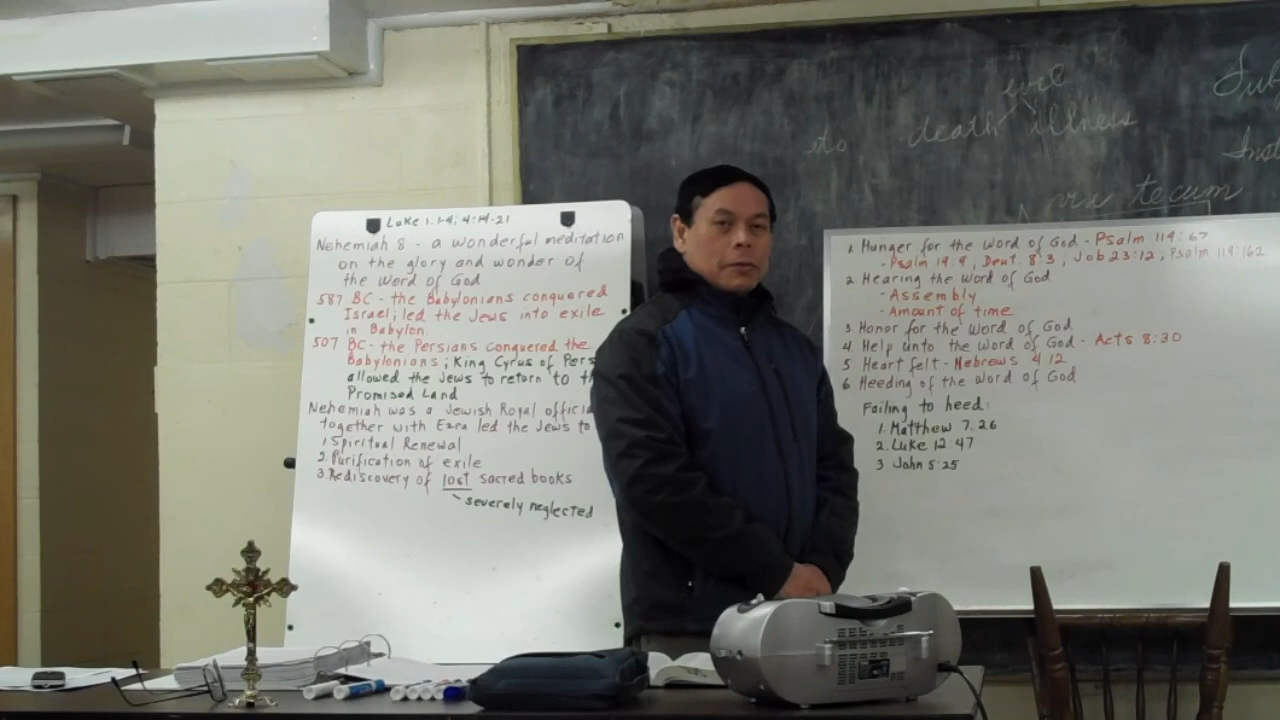 Luke 1:1-4; 4:14-21
Nehemiah 8 - a wonderful meditation
on the glory and wonder of
the Word of God
587 BC - the Babylonians conquered
Israel; led the Jews into exile
in Babylon.
507 BC - the Persians conquered the
Babylonians; King Cyrus of Pers
allowed the Jews to return to th
Promised Land
Nehemiah was a Jewish Royal officia
together with Ezra led the Jews to
1 Spiritual Renewal
2. Purification of exile
3. Rediscovery of lost sacred books
severely neglected
evil
to death illness
Sub
Inst
tecum
1. Hunger for the Word of God - Psalm 119:67
- Psalm 19:9, Deut. 8:3, Job 23:12, Psalm 119:162
2 Hearing the Word of God
- Assembly
- Amount of time
3 Honor for the Word of God
4 Help unto the Word of God - Acts 8:30
5 Heart felt - Hebrews 4 12
6 Heeding of the Word of God
Failing to heed:
1. Matthew 7.26
2. Luke 12 47
3 John 5:25